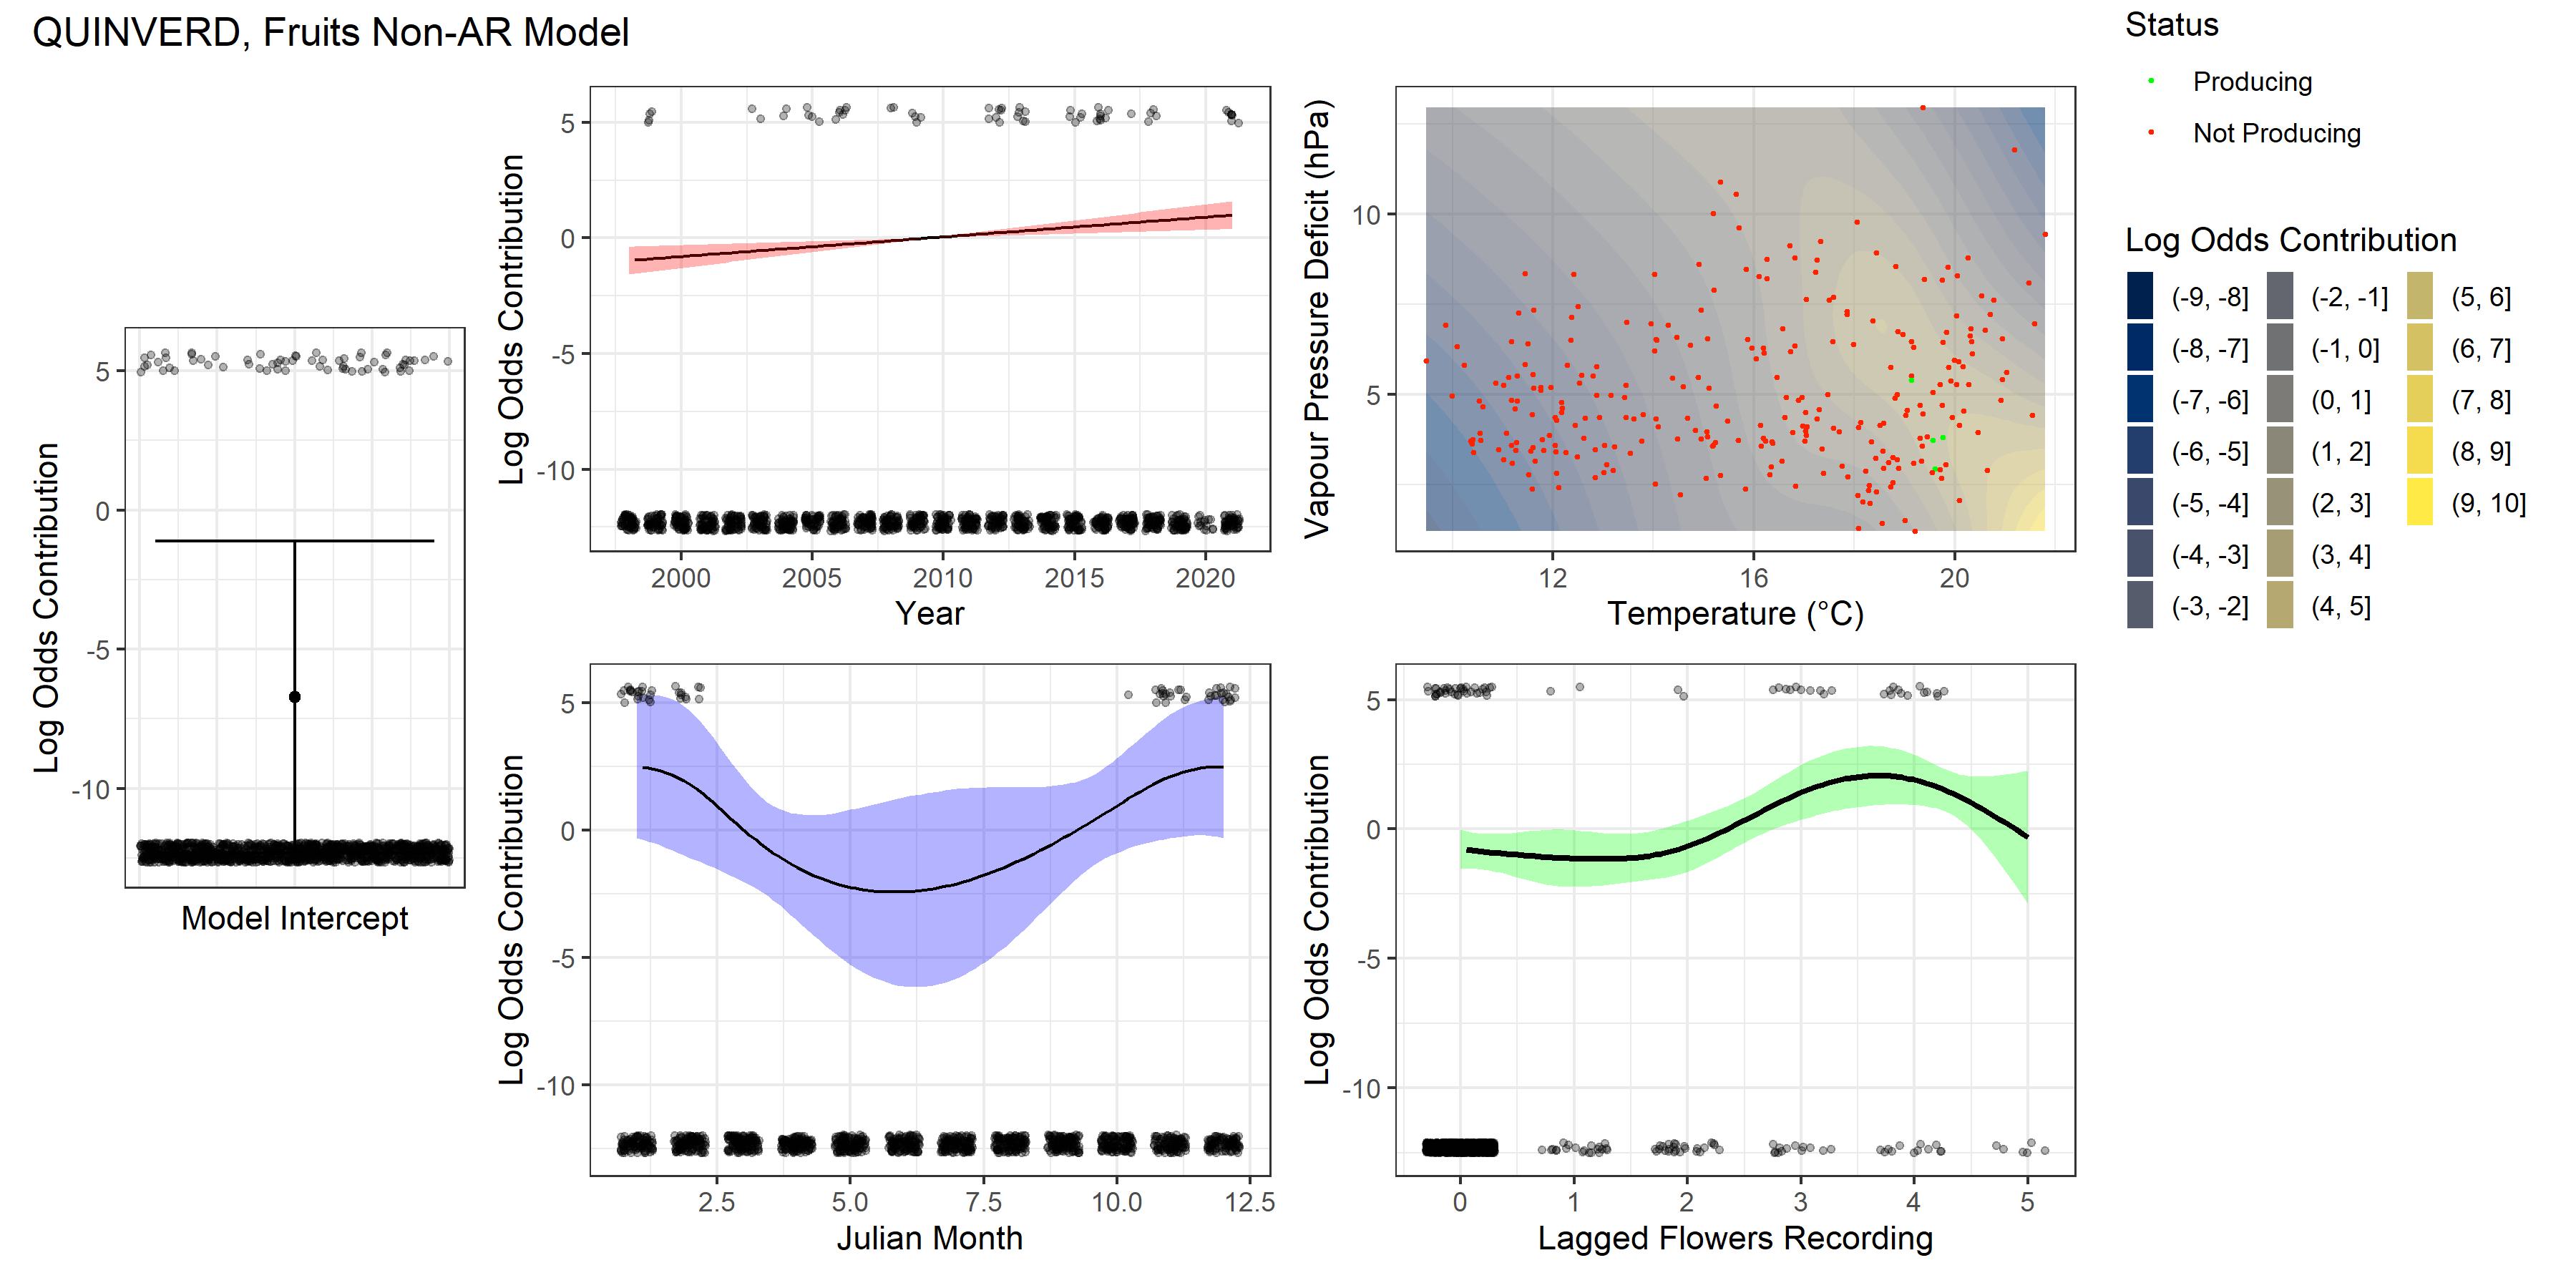 QUINVERD, Fruits Non-AR Model
Log Odds Contribution
5
0
-5
-10
Model Intercept
Log Odds Contribution
5
0
-5
-10
2000 2005 2010 2015 2020
Year
Vapour Pressure Deficit (hPa)
10
5
12 16 20
Temperature (°C)
Log Odds Contribution
5
0
-5
-10
2.5 5.0 7.5 10.0 12.5
Julian Month
Log Odds Contribution
5
0
-5
-10
0 1 2 3 4 5
Lagged Flowers Recording
Status
Producing
Not Producing
Log Odds Contribution
(-9, -8] (-2, -1] (5, 6]
(-8, -7] (-1, 0] (6, 7]
(-7, -6] (0, 1] (7, 8]
(-6, -5] (1, 2] (8, 9]
(-5, -4] (2, 3] (9, 10]
(-4, -3] (3, 4]
(-3, -2] (4, 5]